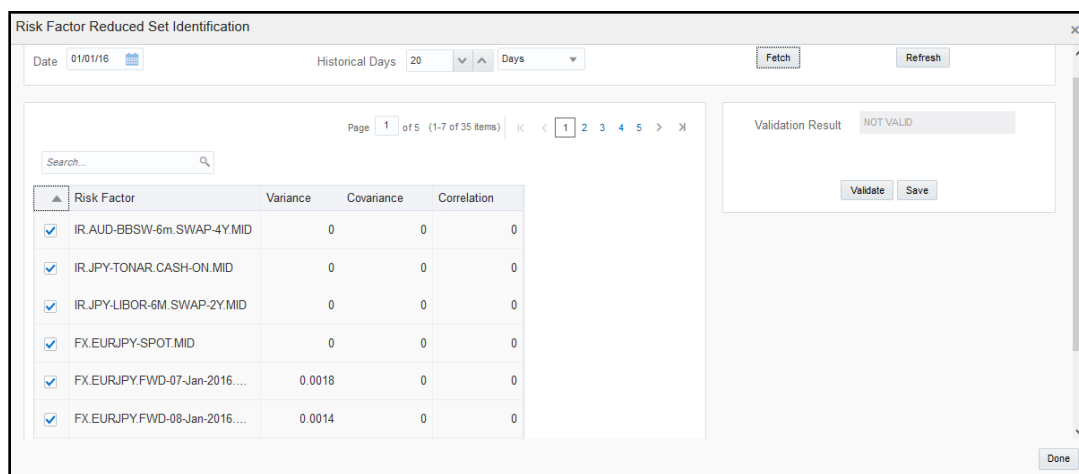 Risk Factor Reduced Set Identification
Date 01/01/16 Historical Days 20 Days Fetch Refresh
Page 1 of 5 (1-7 of 35 items) 1 2 3 4 5
Validation Result NOT VALID
Search...
Validate Save
Risk Factor Variance Covariance Correlation
IR.AUD-BBSW-6m.SWAP-4Y.MID 0 0 0
IR.JPY-TONAR.CASH-ON.MID 0 0 0
IR.JPY-LIBOR-6M.SWAP-2Y.MID 0 0 0
FX.EURJPY-SPOT.MID 0 0 0
FX.EURJPY.FWD-07-Jan-2016.... 0.0018 0 0
FX.EURJPY.FWD-08-Jan-2016.... 0.0014 0 0
Done